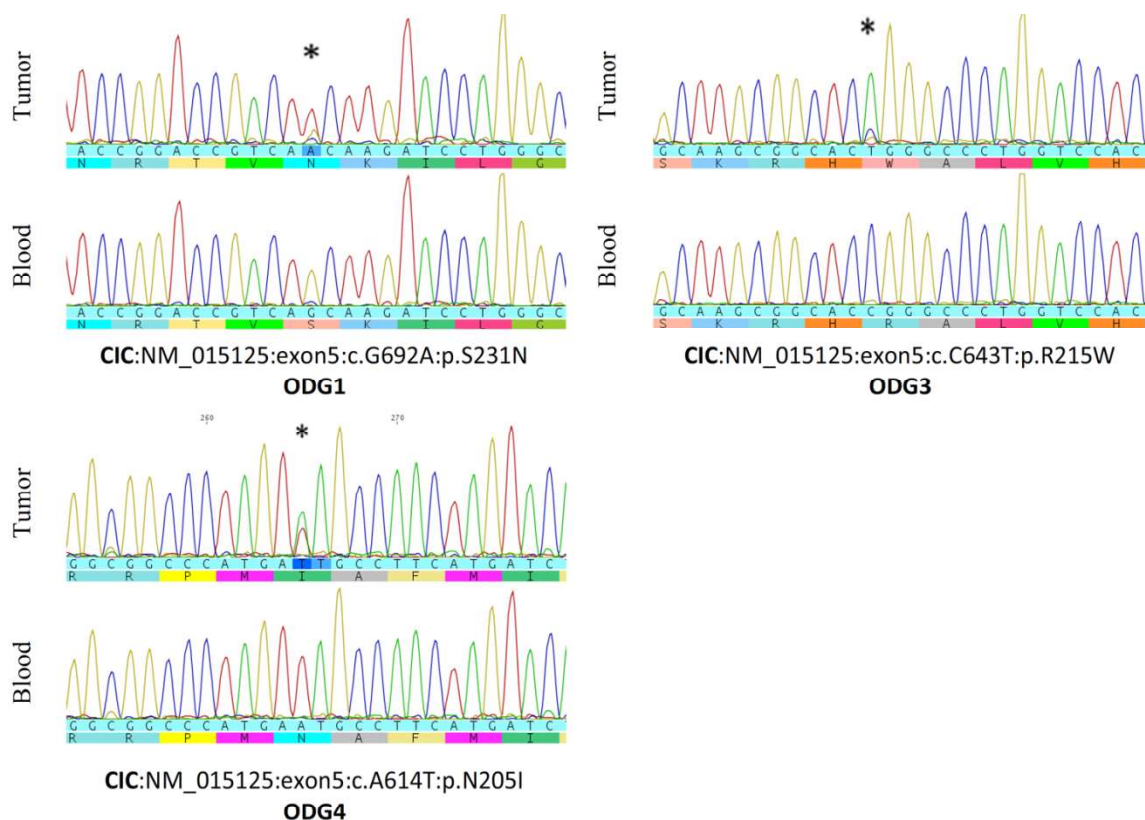 Tumor
*
A C C G G A C C G T C A A C A A G A T C C T G G G C
N R T V N K I L G
Blood
A C C G G A C C G T C A G C A A G A T C C T G G G C
N R T V S K I L G
CIC:NM_015125:exon5:c.G692A:p.S231N
ODG1
Tumor
*
G C A A G C G G C A C T G G G C C C T G G T C C A C
S K R H W A L V H
Blood
G C A A G C G G C A C C G G G C C C T G G T C C A C
S K R H R A L V H
CIC:NM_015125:exon5:c.C643T:p.R215W
ODG3
Tumor
260 * 270
G G C G G C C C A T G A T T G C C T T C A T G A T C
R R P M I A F M I
Blood
G G C G G C C C A T G A A T G C C T T C A T G A T C
R R P M N A F M I
CIC:NM_015125:exon5:c.A614T:p.N205I
ODG4